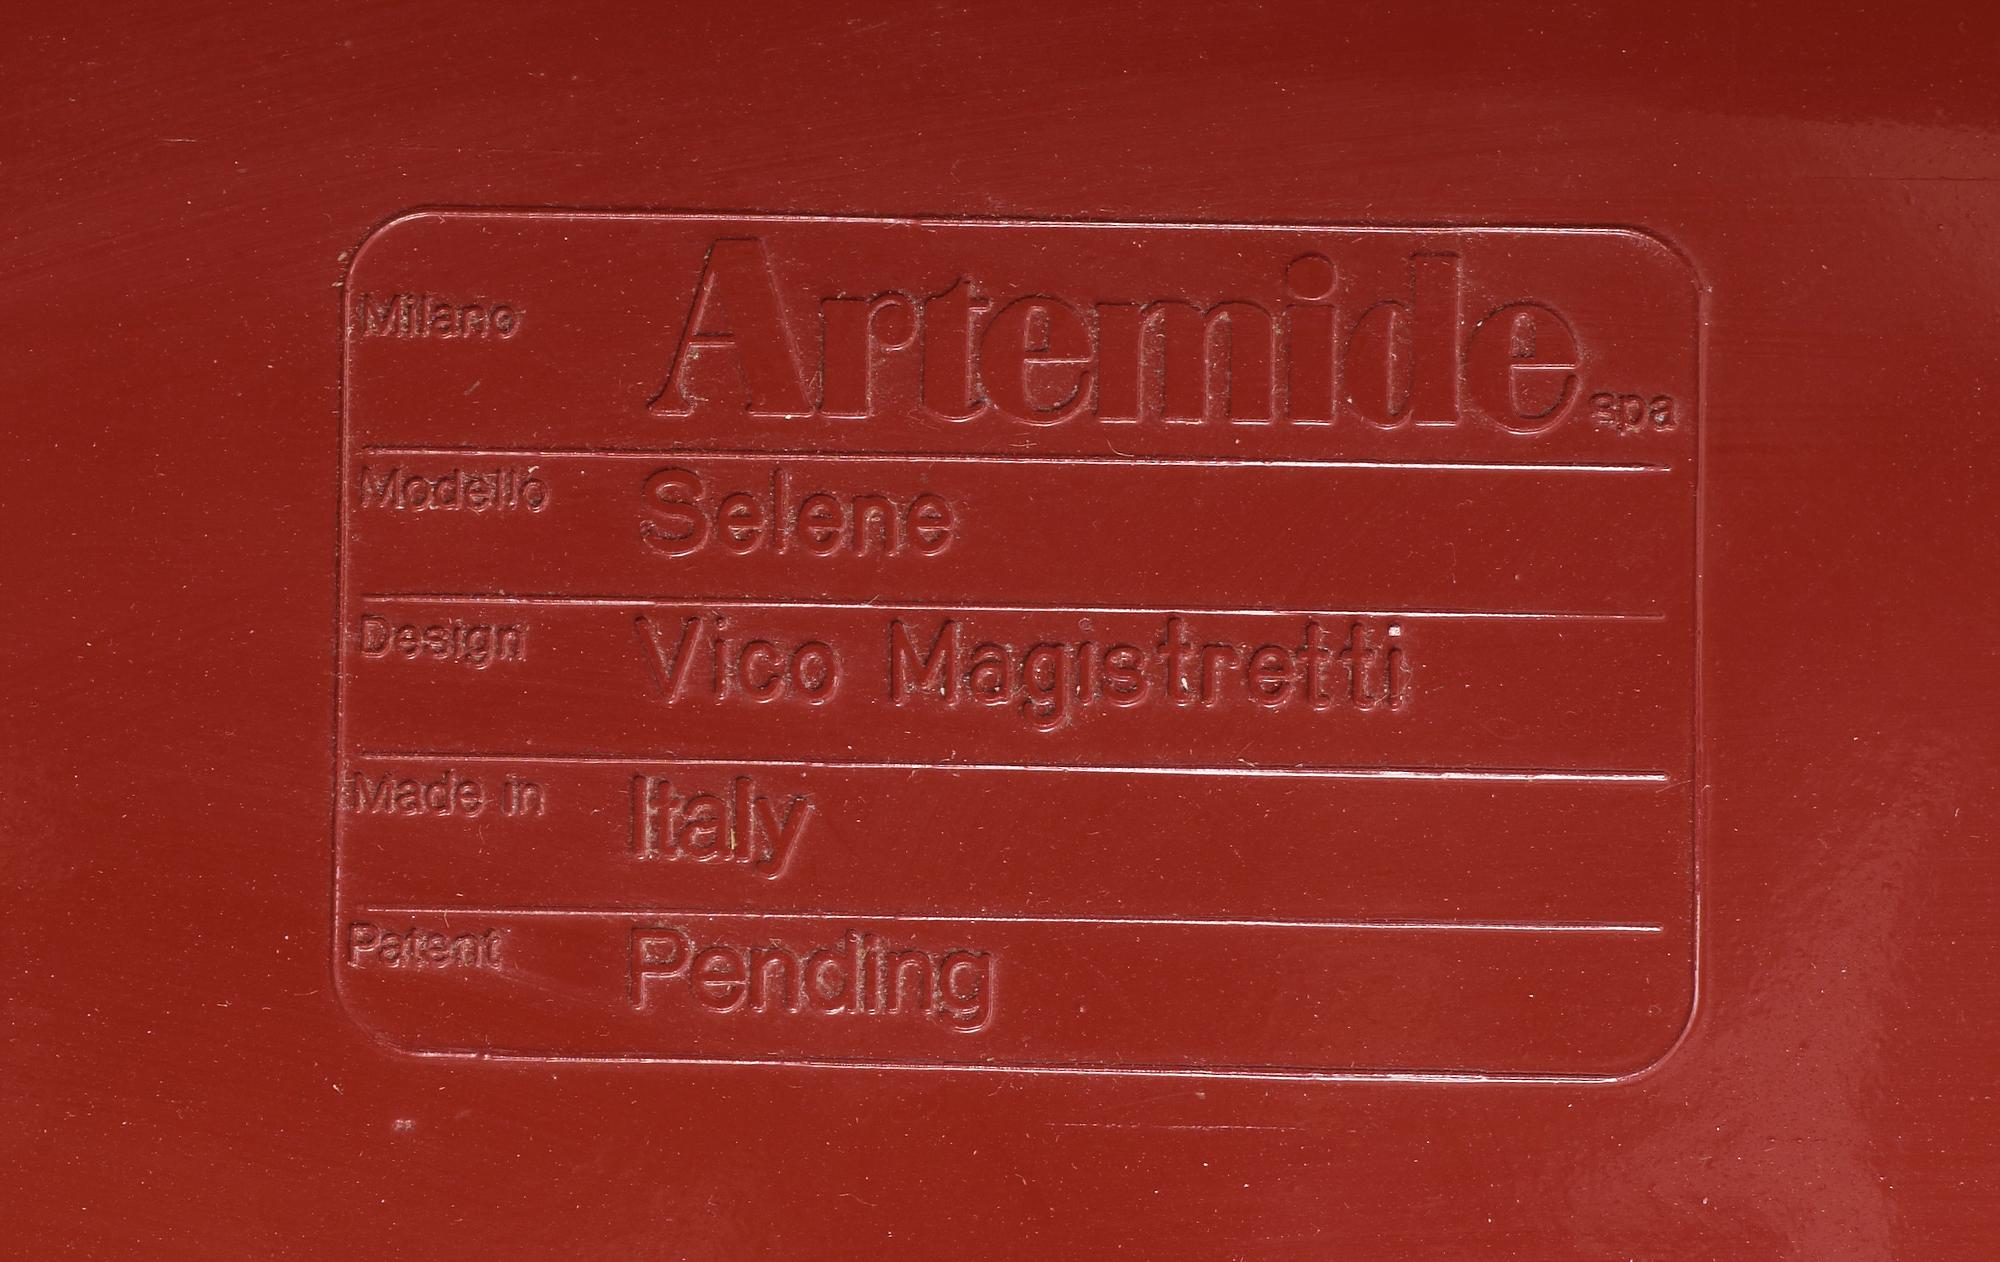 Milano Artemide spa
Modello Selene
Design Vico Magistretti
Made in Italy
Patent Pending